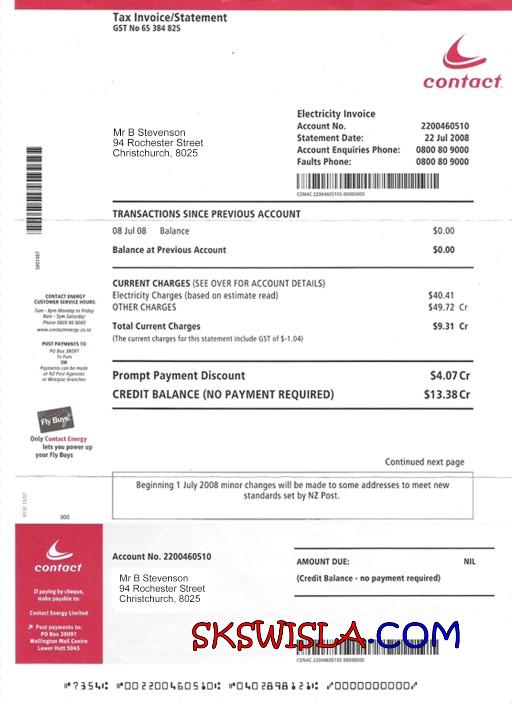 Tax Invoice/Statement
GST No 65 384 825
contact
Mr B Stevenson
94 Rochester Street
Christchurch, 8025
Electricity Invoice
Account No. 2200460510
Statement Date: 22 Jul 2008
Account Enquiries Phone: 0800 80 9000
Faults Phone: 0800 80 9000
CONAC 22004605105 00000000
TRANSACTIONS SINCE PREVIOUS ACCOUNT
08 Jul 08 Balance $0.00
Balance at Previous Account $0.00
CURRENT CHARGES (SEE OVER FOR ACCOUNT DETAILS)
Electricity Charges (based on estimate read) $40.41
OTHER CHARGES $49.72 Cr
Total Current Charges $9.31 Cr
(The current charges for this statement include GST of $-1.04)
Prompt Payment Discount $4.07 Cr
CREDIT BALANCE (NO PAYMENT REQUIRED) $13.38 Cr
CONTACT ENERGY
CUSTOMER SERVICE HOURS:
7am - 9pm Monday to Friday
8am - 5pm Saturday
Phone 0800 80 9000
www.contactenergy.co.nz
POST PAYMENTS TO
PO Box 38097
Te Puni
OR
Payments can be made
at NZ Post Agencies
or Westpac branches
Fly Buys
Only Contact Energy
lets you power up
your Fly Buys
Continued next page
Beginning 1 July 2008 minor changes will be made to some addresses to meet new
standards set by NZ Post.
000
contact
If paying by cheque,
make payable to:
Contact Energy Limited
Post payments to:
PO Box 38097
Wellington Mail Centre
Lower Hutt 5045
Account No. 2200460510
Mr B Stevenson
94 Rochester Street
Christchurch, 8025
AMOUNT DUE: NIL
(Credit Balance - no payment required)
SKSWISLA.COM
CONAC 22004605105 00000000